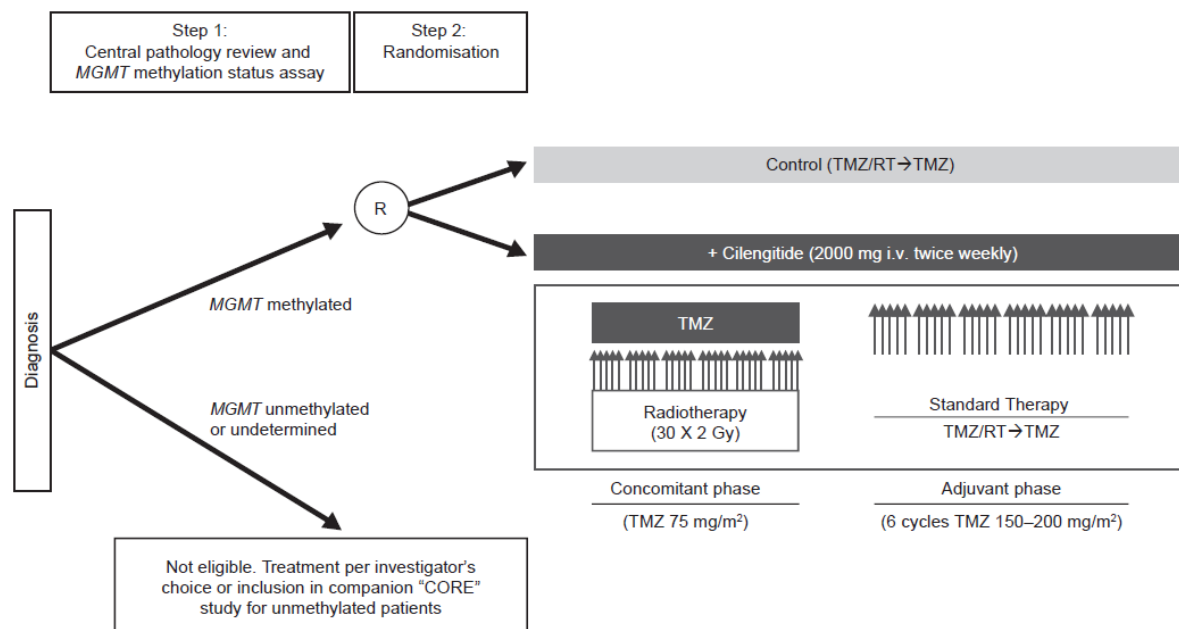 Step 1:
Central pathology review and
MGMT methylation status assay
Step 2:
Randomisation
Control (TMZ/RT→TMZ)
R
+ Cilengitide (2000 mg i.v. twice weekly)
MGMT methylated
Diagnosis
TMZ
MGMT unmethylated
or undetermined
Radiotherapy
(30 X 2 Gy)
Standard Therapy
TMZ/RT→TMZ
Concomitant phase
(TMZ 75 mg/m²)
Adjuvant phase
(6 cycles TMZ 150–200 mg/m²)
Not eligible. Treatment per investigator’s
choice or inclusion in companion “CORE”
study for unmethylated patients